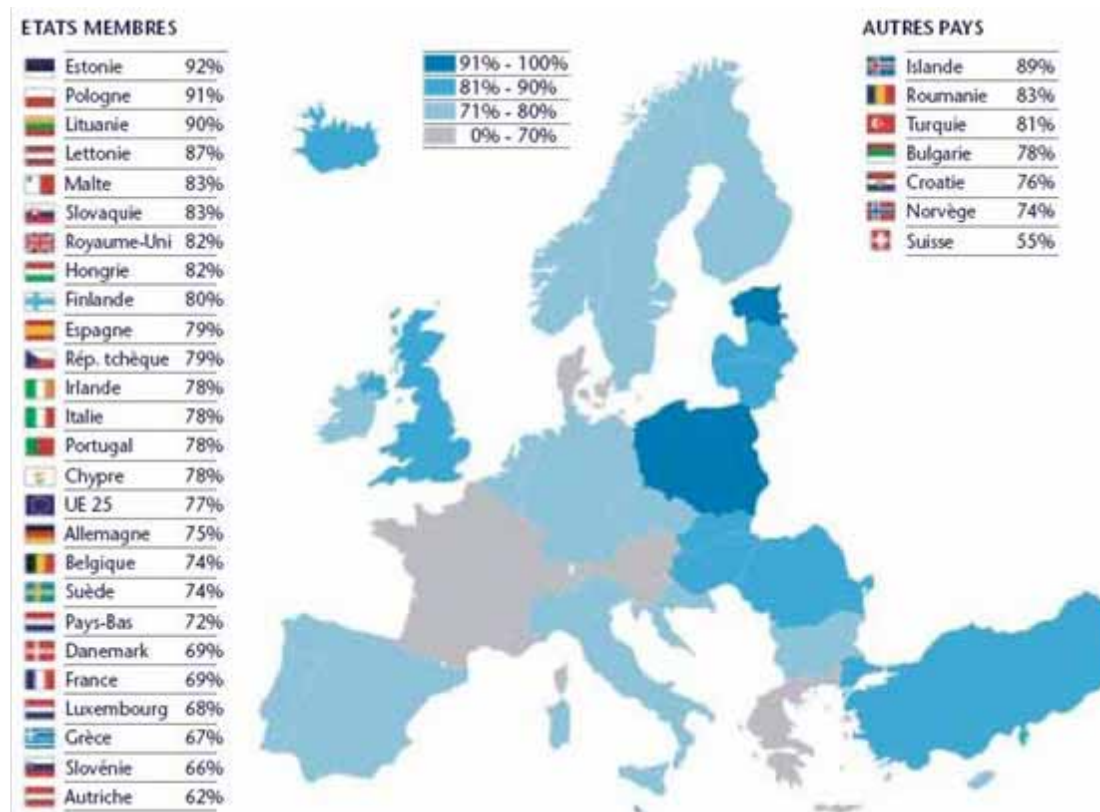 ETATS MEMBRES
Estonie 92%
Pologne 91%
Lituanie 90%
Lettonie 87%
Malte 83%
Slovaquie 83%
Royaume-Uni 82%
Hongrie 82%
Finlande 80%
Espagne 79%
Rép. tchèque 79%
Irlande 78%
Italie 78%
Portugal 78%
Chypre 78%
UE 25 77%
Allemagne 75%
Belgique 74%
Suède 74%
Pays-Bas 72%
Danemark 69%
France 69%
Luxembourg 68%
Grèce 67%
Slovénie 66%
Autriche 62%
91% - 100%
81% - 90%
71% - 80%
0% - 70%
AUTRES PAYS
Islande 89%
Roumanie 83%
Turquie 81%
Bulgarie 78%
Croatie 76%
Norvège 74%
Suisse 55%